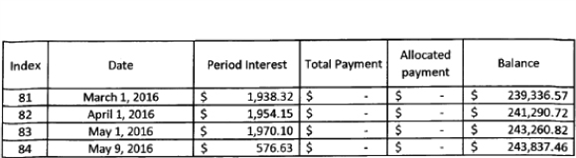 Index Date Period Interest Total Payment Allocated payment Balance
81 March 1, 2016 $ 1,938.32 $ - $ - $ 239,336.57
82 April 1, 2016 $ 1,954.15 $ - $ - $ 241,290.72
83 May 1, 2016 $ 1,970.10 $ - $ - $ 243,260.82
84 May 9, 2016 $ 576.63 $ - $ - $ 243,837.46